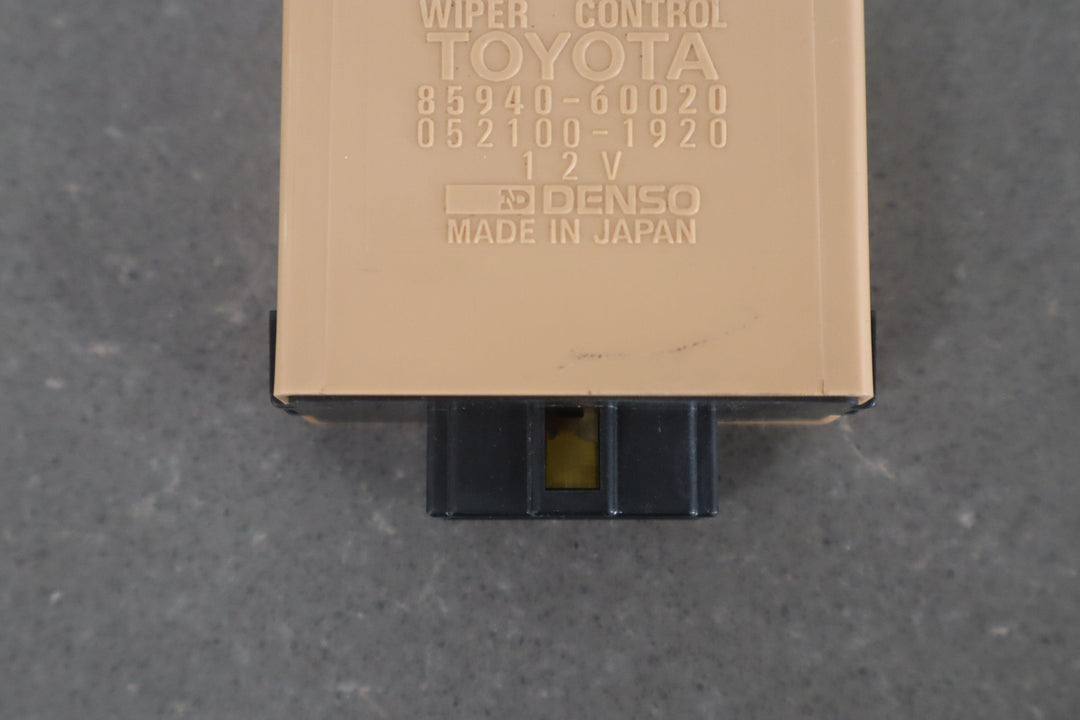 WIPER CONTROL
TOYOTA
85940-60020
052100-1920
12V
ND DENSO
MADE IN JAPAN